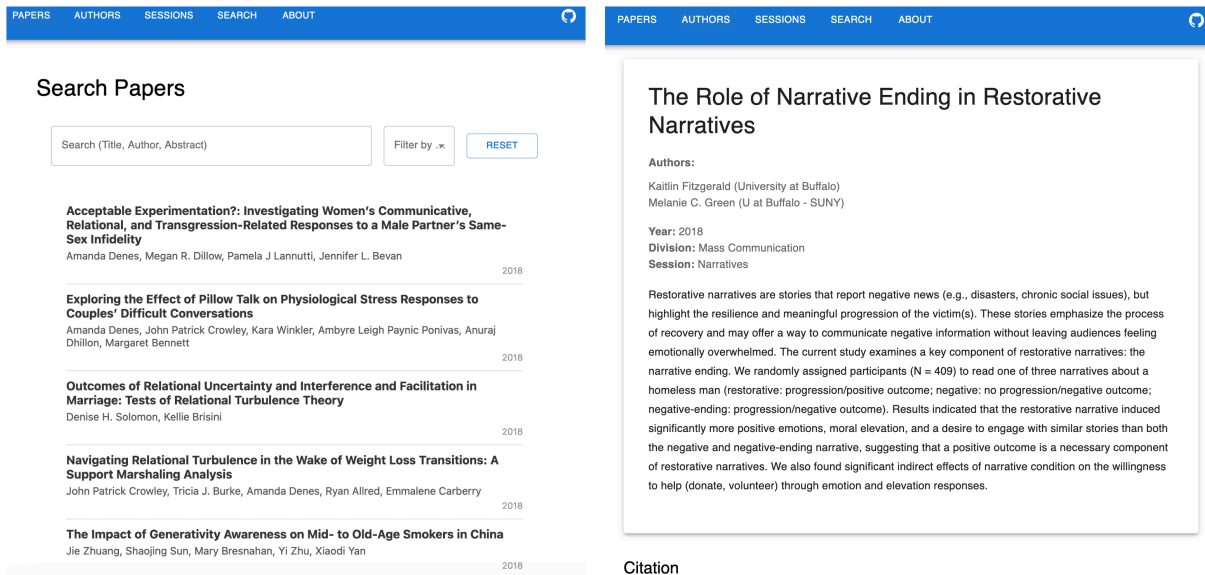 PAPERS AUTHORS SESSIONS SEARCH ABOUT
Search Papers
Search (Title, Author, Abstract)
Filter by ...
RESET
Acceptable Experimentation?: Investigating Women's Communicative,
Relational, and Transgression-Related Responses to a Male Partner's Same-
Sex Infidelity
Amanda Denes, Megan R. Dillow, Pamela J Lannutti, Jennifer L. Bevan
2018
Exploring the Effect of Pillow Talk on Physiological Stress Responses to
Couples' Difficult Conversations
Amanda Denes, John Patrick Crowley, Kara Winkler, Ambyre Leigh Paynic Ponivas, Anuraj
Dhillon, Margaret Bennett
2018
Outcomes of Relational Uncertainty and Interference and Facilitation in
Marriage: Tests of Relational Turbulence Theory
Denise H. Solomon, Kellie Brisini
2018
Navigating Relational Turbulence in the Wake of Weight Loss Transitions: A
Support Marshaling Analysis
John Patrick Crowley, Tricia J. Burke, Amanda Denes, Ryan Allred, Emmalene Carberry
2018
The Impact of Generativity Awareness on Mid- to Old-Age Smokers in China
Jie Zhuang, Shaojing Sun, Mary Bresnahan, Yi Zhu, Xiaodi Yan
2018
PAPERS AUTHORS SESSIONS SEARCH ABOUT
The Role of Narrative Ending in Restorative
Narratives
Authors:
Kaitlin Fitzgerald (University at Buffalo)
Melanie C. Green (U at Buffalo - SUNY)
Year: 2018
Division: Mass Communication
Session: Narratives
Restorative narratives are stories that report negative news (e.g., disasters, chronic social issues), but
highlight the resilience and meaningful progression of the victim(s). These stories emphasize the process
of recovery and may offer a way to communicate negative information without leaving audiences feeling
emotionally overwhelmed. The current study examines a key component of restorative narratives: the
narrative ending. We randomly assigned participants (N = 409) to read one of three narratives about a
homeless man (restorative: progression/positive outcome; negative: no progression/negative outcome;
negative-ending: progression/negative outcome). Results indicated that the restorative narrative induced
significantly more positive emotions, moral elevation, and a desire to engage with similar stories than both
the negative and negative-ending narrative, suggesting that a positive outcome is a necessary component
of restorative narratives. We also found significant indirect effects of narrative condition on the willingness
to help (donate, volunteer) through emotion and elevation responses.
Citation